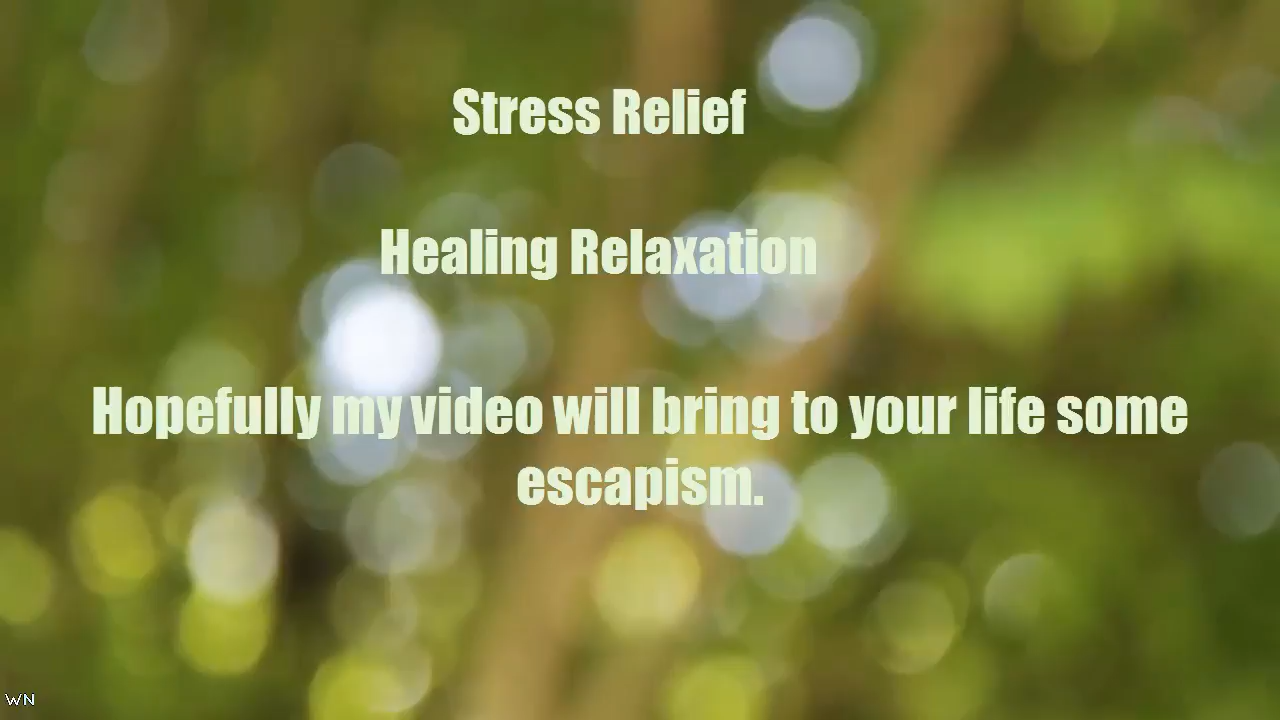 Stress Relief
Healing Relaxation
Hopefully my video will bring to your life some
escapism.
WN